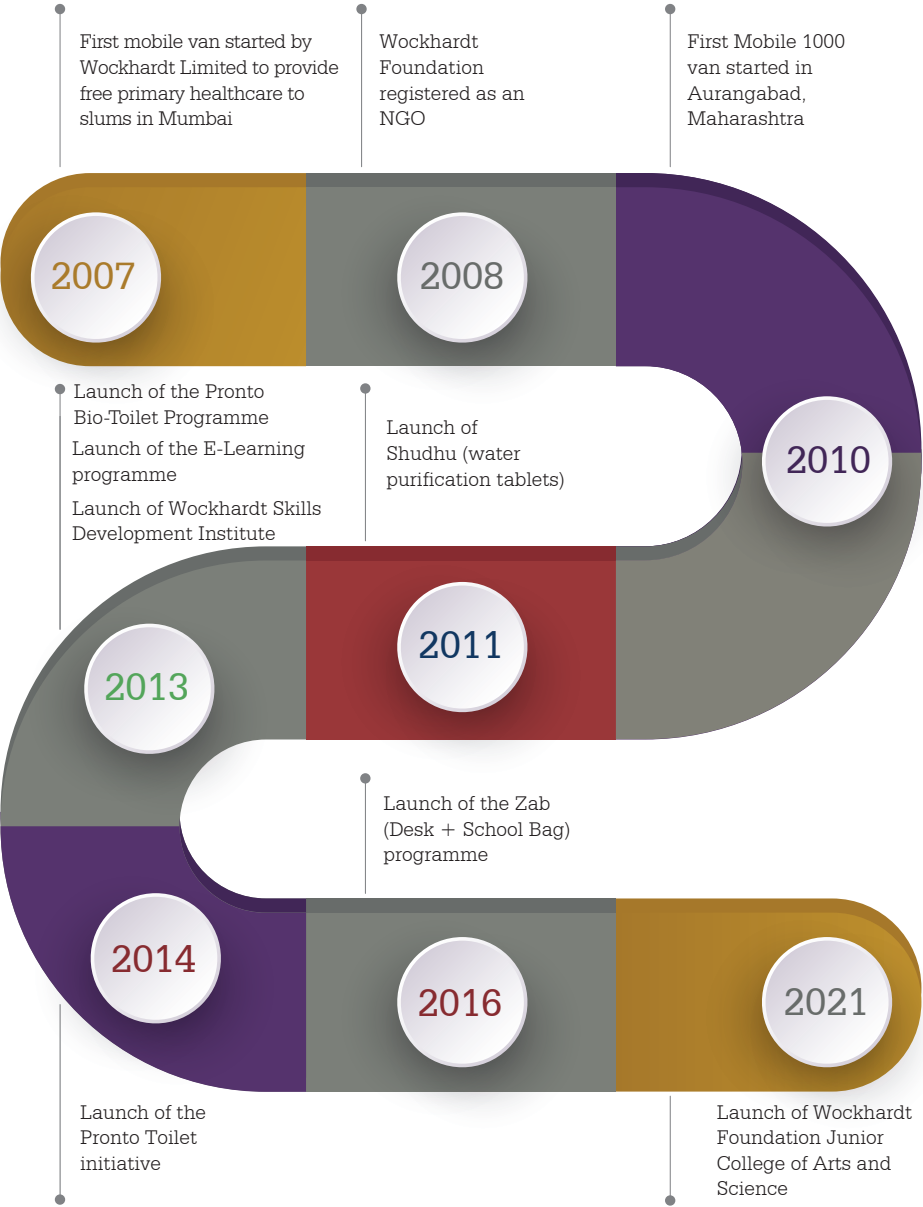 First mobile van started by
Wockhardt Limited to provide
free primary healthcare to
slums in Mumbai
Wockhardt
Foundation
registered as an
NGO
First Mobile 1000
van started in
Aurangabad,
Maharashtra
2007
2008
2010
Launch of the Pronto
Bio-Toilet Programme
Launch of the E-Learning
programme
Launch of Wockhardt Skills
Development Institute
Launch of
Shudhu (water
purification tablets)
2011
2013
Launch of the Zab
(Desk + School Bag)
programme
2014
2016
2021
Launch of the
Pronto Toilet
initiative
Launch of Wockhardt
Foundation Junior
College of Arts and
Science